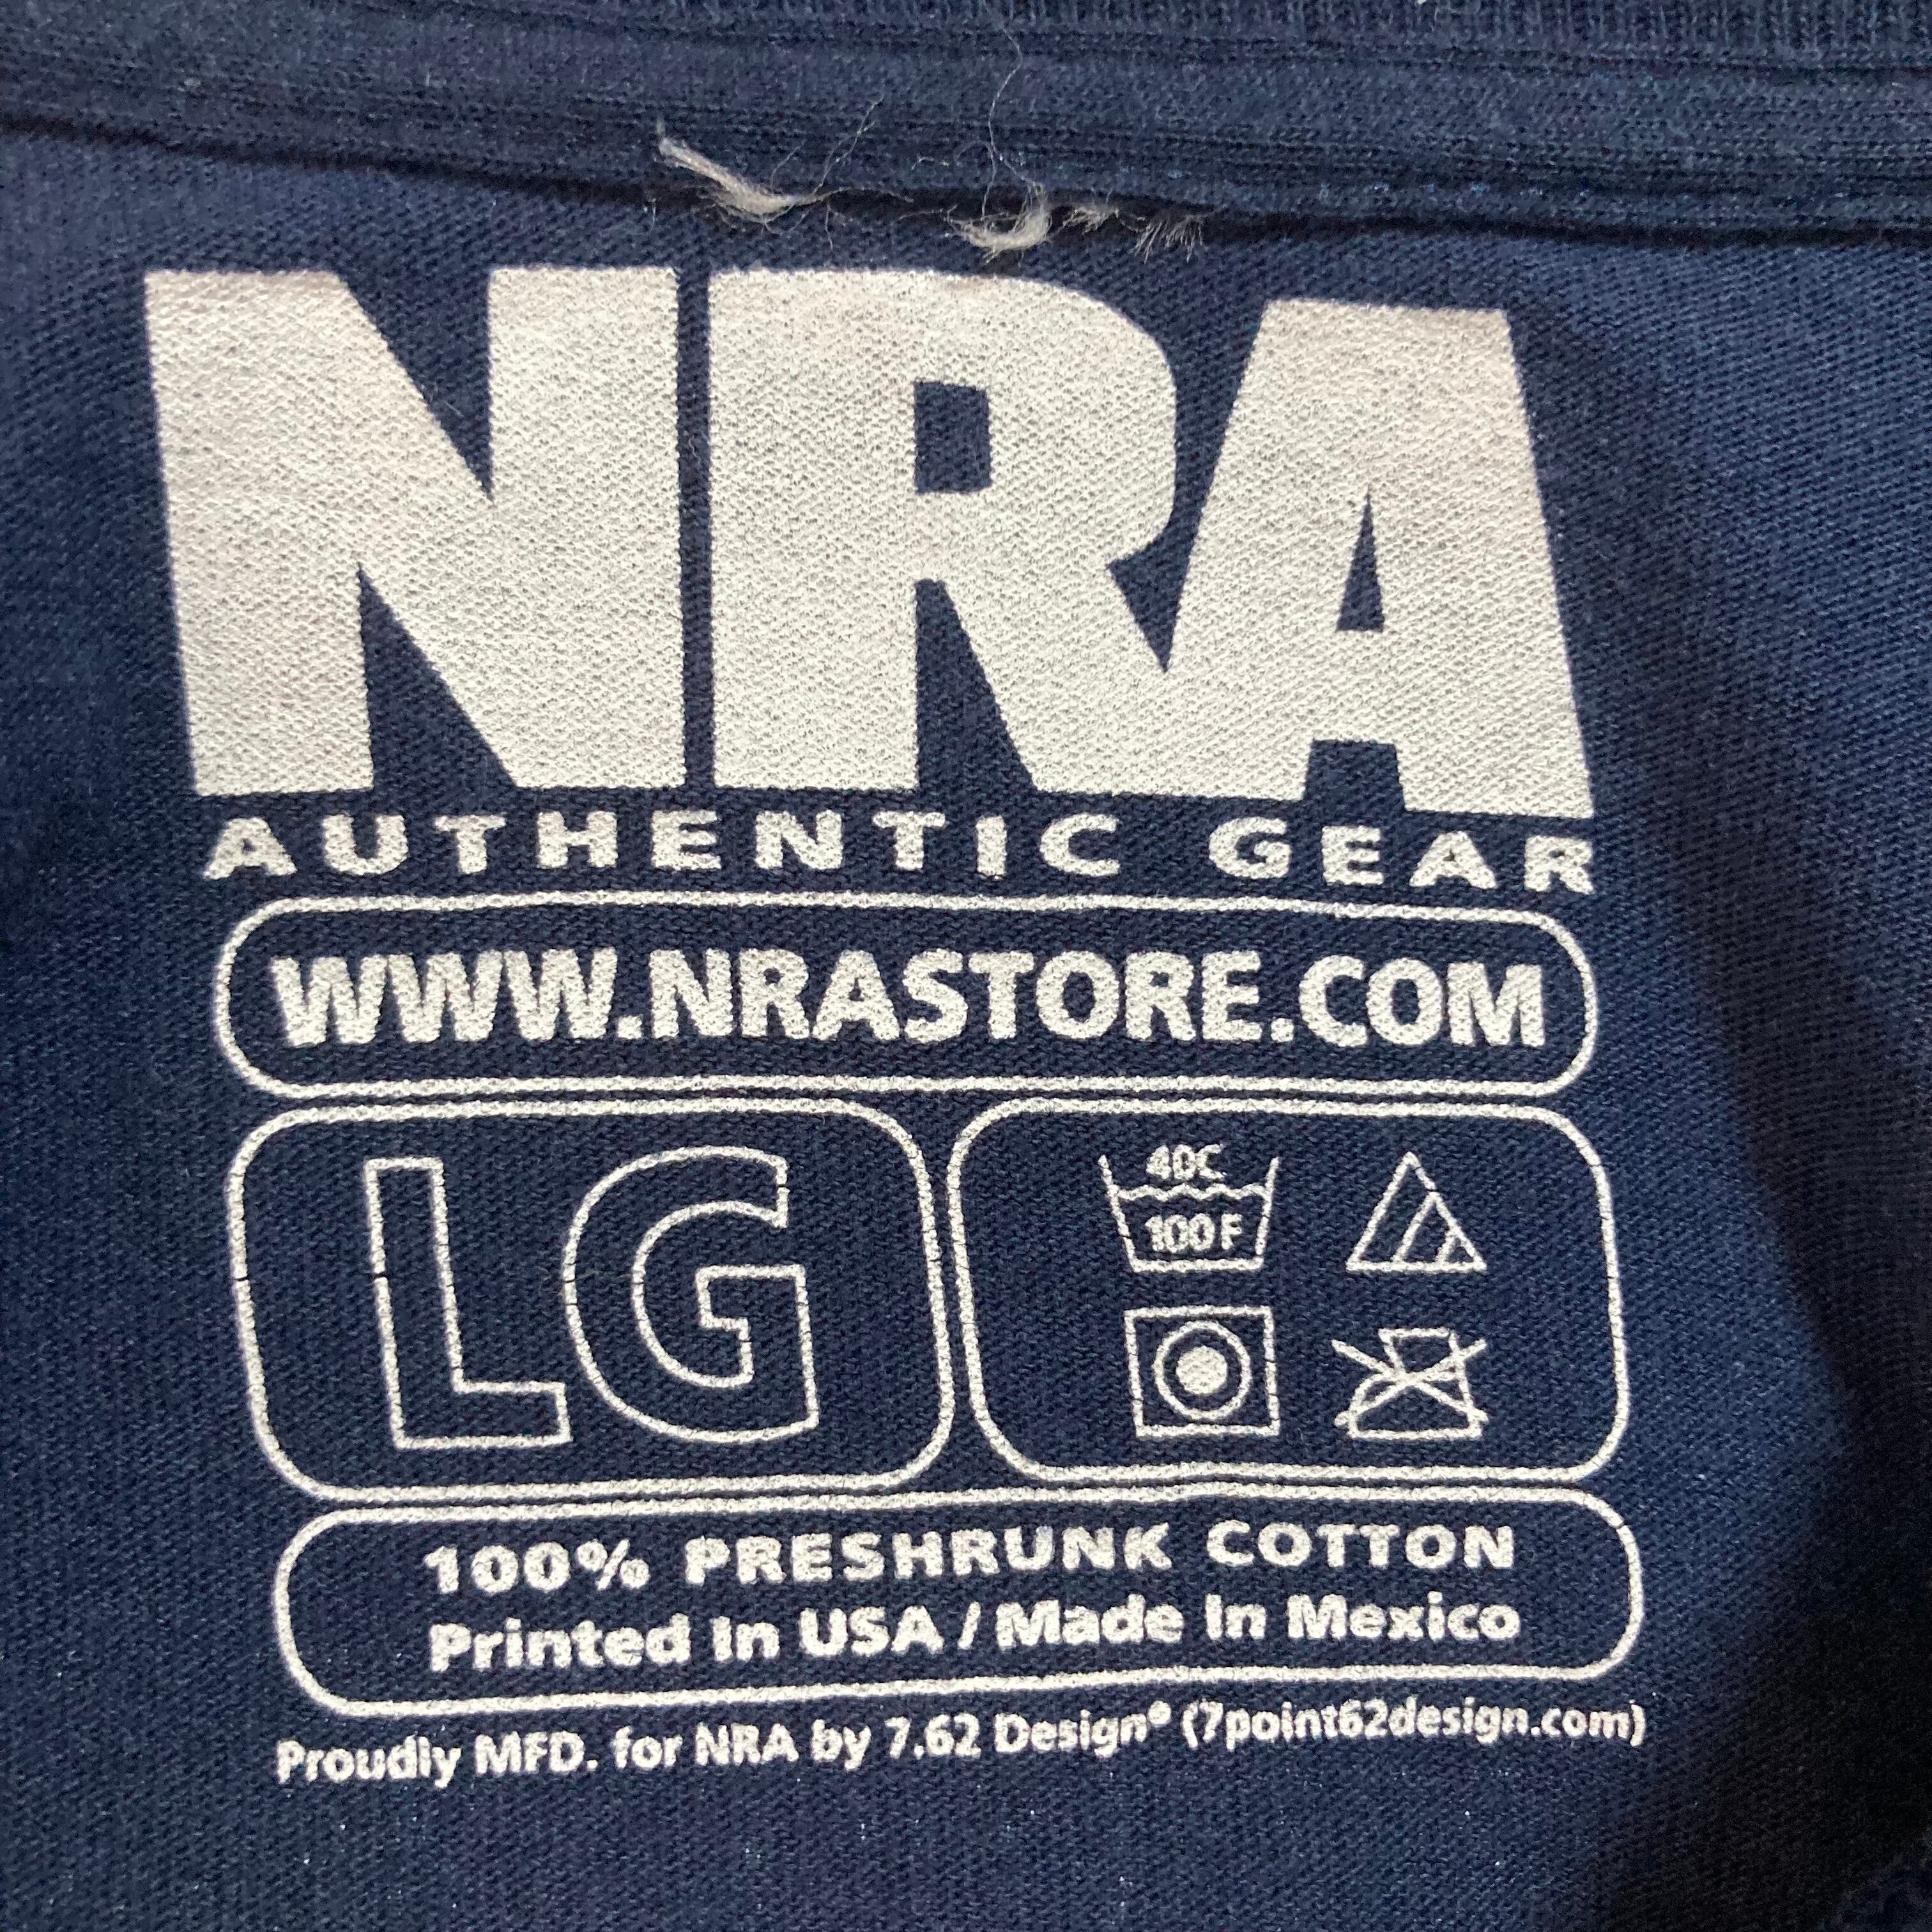 NRA
AUTHENTIC GEAR
WWW.NRASTORE.COM
LG
40C
100F
100% PRESHRUNK COTTON
Printed In USA / Made In Mexico
Proudly MFD. for NRA by 7.62 Design® (7point62design.com)